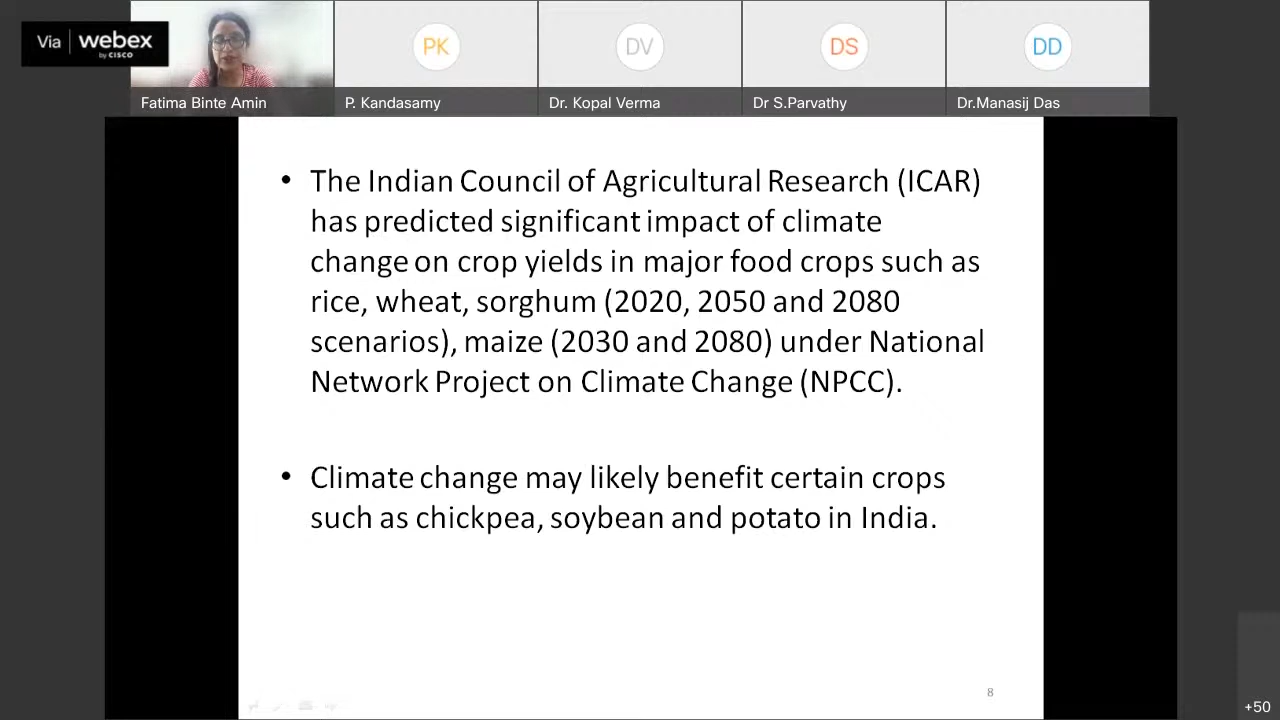 Via webex
by CISCO
PK
DV
DS
DD
Fatima Binte Amin
P. Kandasamy
Dr. Kopal Verma
Dr S.Parvathy
Dr.Manasij Das
• The Indian Council of Agricultural Research (ICAR)
has predicted significant impact of climate
change on crop yields in major food crops such as
rice, wheat, sorghum (2020, 2050 and 2080
scenarios), maize (2030 and 2080) under National
Network Project on Climate Change (NPCC).
• Climate change may likely benefit certain crops
such as chickpea, soybean and potato in India.
8
+50